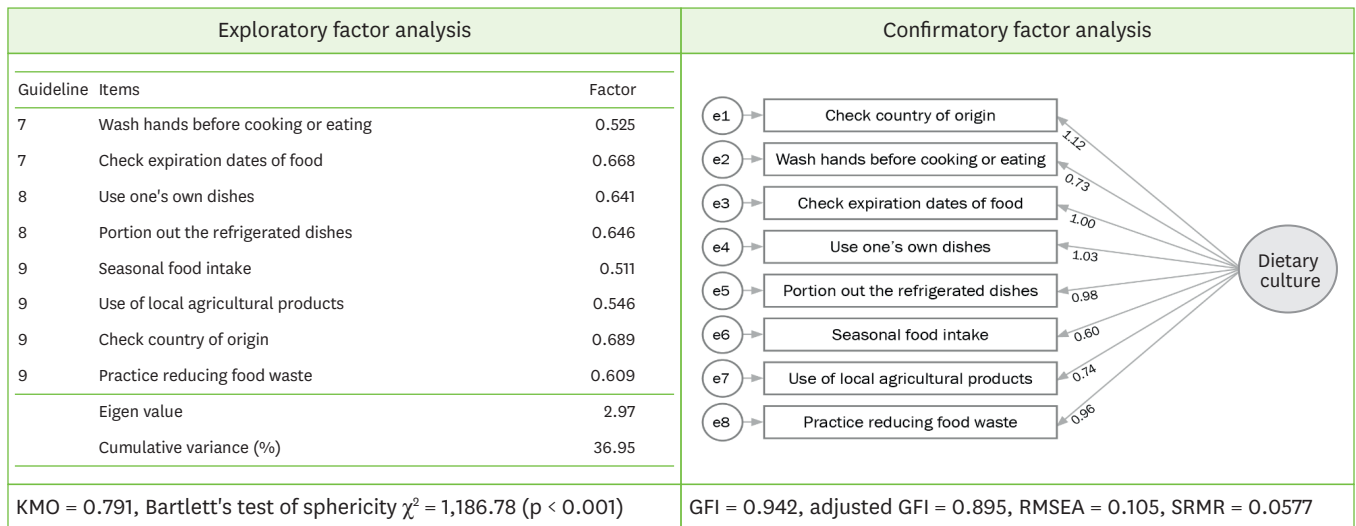 Exploratory factor analysis
Guideline Items Factor
7 Wash hands before cooking or eating 0.525
7 Check expiration dates of food 0.668
8 Use one's own dishes 0.641
8 Portion out the refrigerated dishes 0.646
9 Seasonal food intake 0.511
9 Use of local agricultural products 0.546
9 Check country of origin 0.689
9 Practice reducing food waste 0.609
Eigen value 2.97
Cumulative variance (%) 36.95
KMO = 0.791, Bartlett's test of sphericity χ² = 1,186.78 (p < 0.001)
Confirmatory factor analysis
e1 Check country of origin 1.12
e2 Wash hands before cooking or eating 0.73
e3 Check expiration dates of food 1.00
e4 Use one's own dishes 1.03
e5 Portion out the refrigerated dishes 0.98
e6 Seasonal food intake 0.60
e7 Use of local agricultural products 0.74
e8 Practice reducing food waste 0.96
Dietary
culture
GFI = 0.942, adjusted GFI = 0.895, RMSEA = 0.105, SRMR = 0.0577